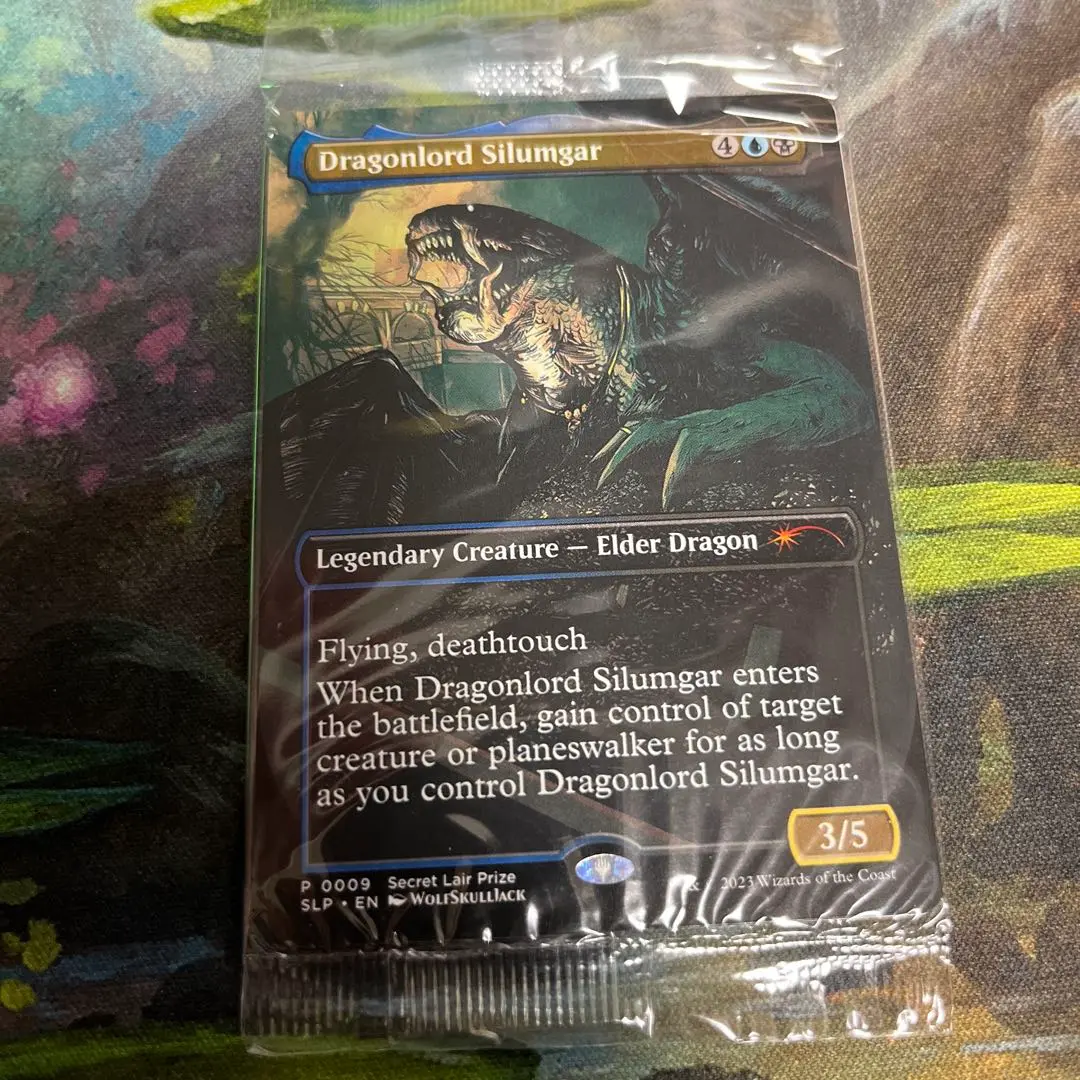 Dragonlord Silumgar 4
Legendary Creature — Elder Dragon
Flying, deathtouch
When Dragonlord Silumgar enters
the battlefield, gain control of target
creature or planeswalker for as long
as you control Dragonlord Silumgar.
3/5
P 0009 Secret Lair Prize
SLP • EN WolfSkullJack
& 2023 Wizards of the Coast